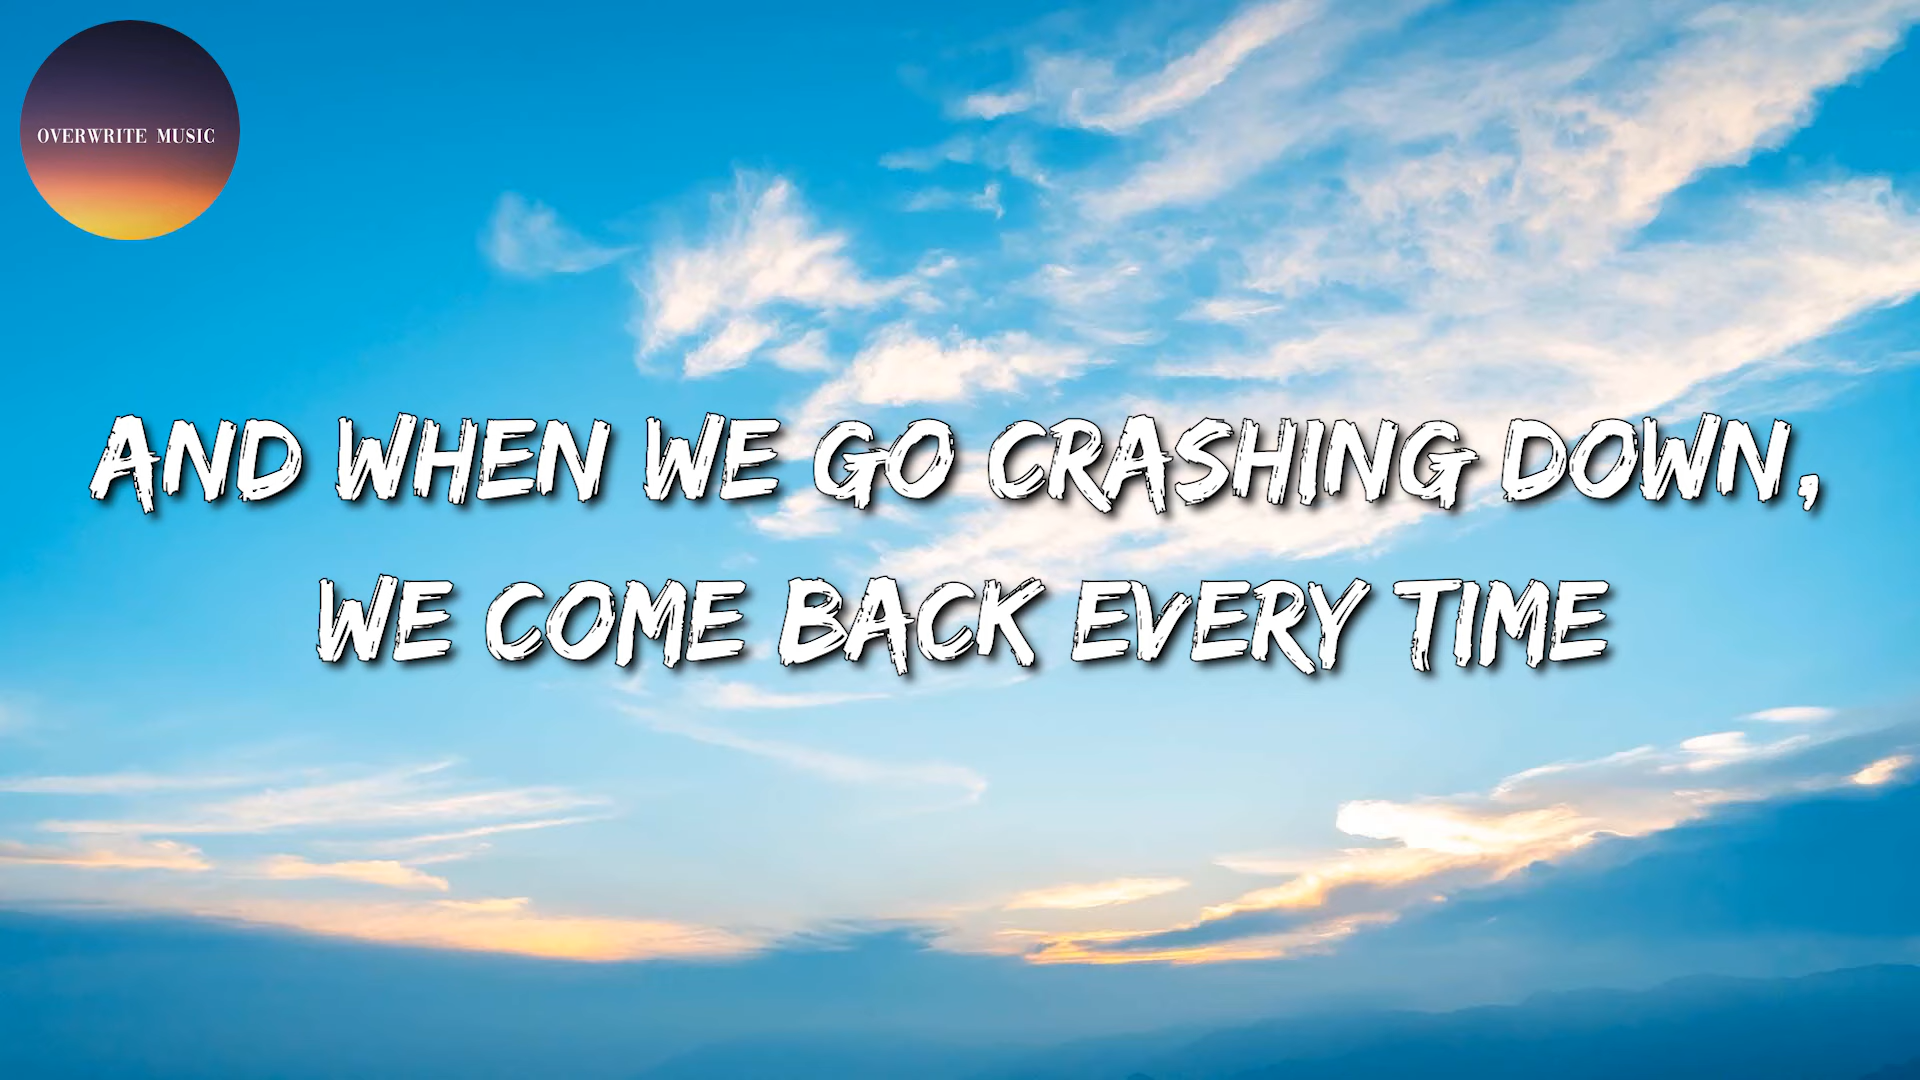 OVERWRITE MUSIC
AND WHEN WE GO CRASHING DOWN,
WE COME BACK EVERY TIME